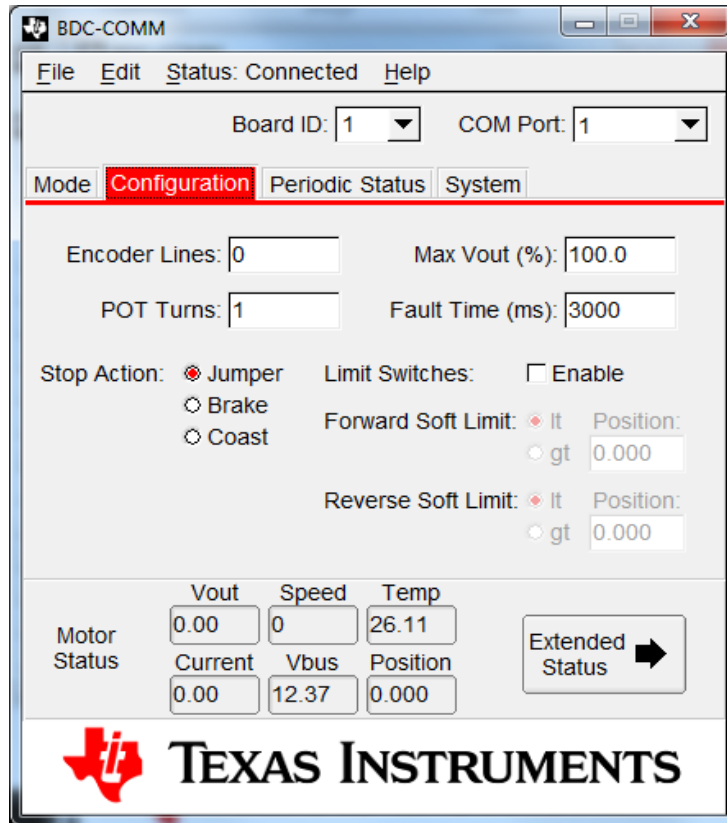 BDC-COMM
File Edit Status: Connected Help
Board ID: 1 COM Port: 1
Mode Configuration Periodic Status System
Encoder Lines: 0 Max Vout (%): 100.0
POT Turns: 1 Fault Time (ms): 3000
Stop Action: Jumper Limit Switches: Enable
Brake
Coast
Forward Soft Limit: lt Position:
gt 0.000
Reverse Soft Limit: lt Position:
gt 0.000
Vout Speed Temp
0.00 0 26.11
Motor Status
Current Vbus Position
0.00 12.37 0.000
Extended
Status
TEXAS INSTRUMENTS